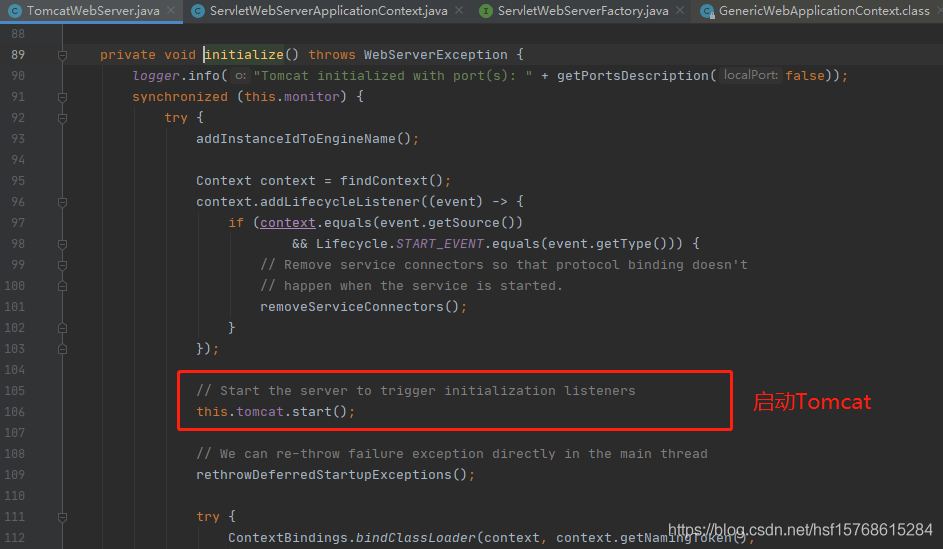 TomcatWebServer.java ServletWebServerApplicationContext.java ServletWebServerFactory.java GenericWebApplicationContext.class
88
89 private void initialize() throws WebServerException {
90 logger.info( o: "Tomcat initialized with port(s): " + getPortsDescription( localPort: false));
91 synchronized (this.monitor) {
92 try {
93 addInstanceIdToEngineName();
94
95 Context context = findContext();
96 context.addLifecycleListener((event) -> {
97 if (context.equals(event.getSource())
98 && Lifecycle.START_EVENT.equals(event.getType())) {
99 // Remove service connectors so that protocol binding doesn't
100 // happen when the service is started.
101 removeServiceConnectors();
102 }
103 });
104
105 // Start the server to trigger initialization listeners
106 this.tomcat.start();
启动Tomcat
107
108 // We can re-throw failure exception directly in the main thread
109 rethrowDeferredStartupExceptions();
110
111 try {
112 ContextBindings.bindClassLoader(context, context.getNamingToken(),
https://blog.csdn.net/hsf15768615284